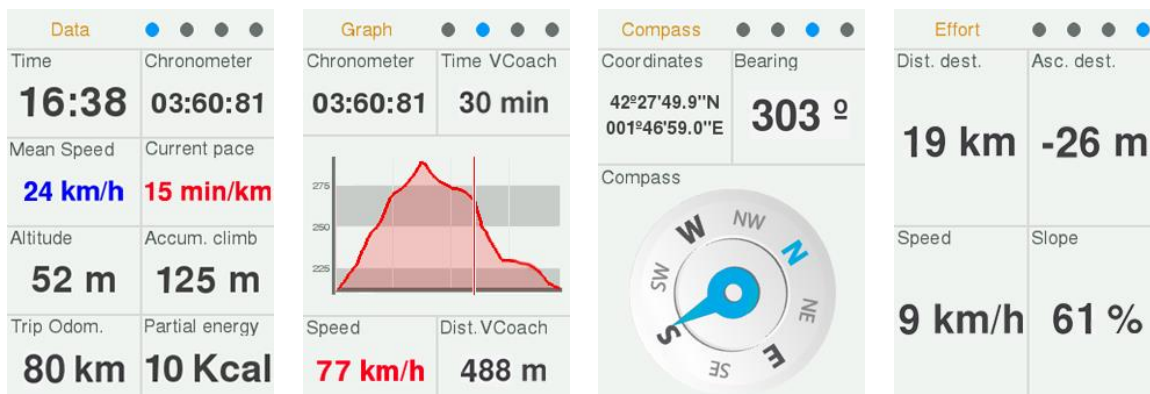 Data
Time
Chronometer
16:38
03:60:81
Mean Speed
Current pace
24 km/h
15 min/km
Altitude
Accum. climb
52 m
125 m
Trip Odom.
Partial energy
80 km
10 Kcal
Graph
Chronometer
Time VCoach
03:60:81
30 min
275
250
225
Speed
Dist.VCoach
77 km/h
488 m
Compass
Coordinates
Bearing
42º27'49.9"N
001º46'59.0"E
303 º
Compass
N
NE
E
SE
S
SW
W
NW
Effort
Dist. dest.
Asc. dest.
19 km
-26 m
Speed
Slope
9 km/h
61 %